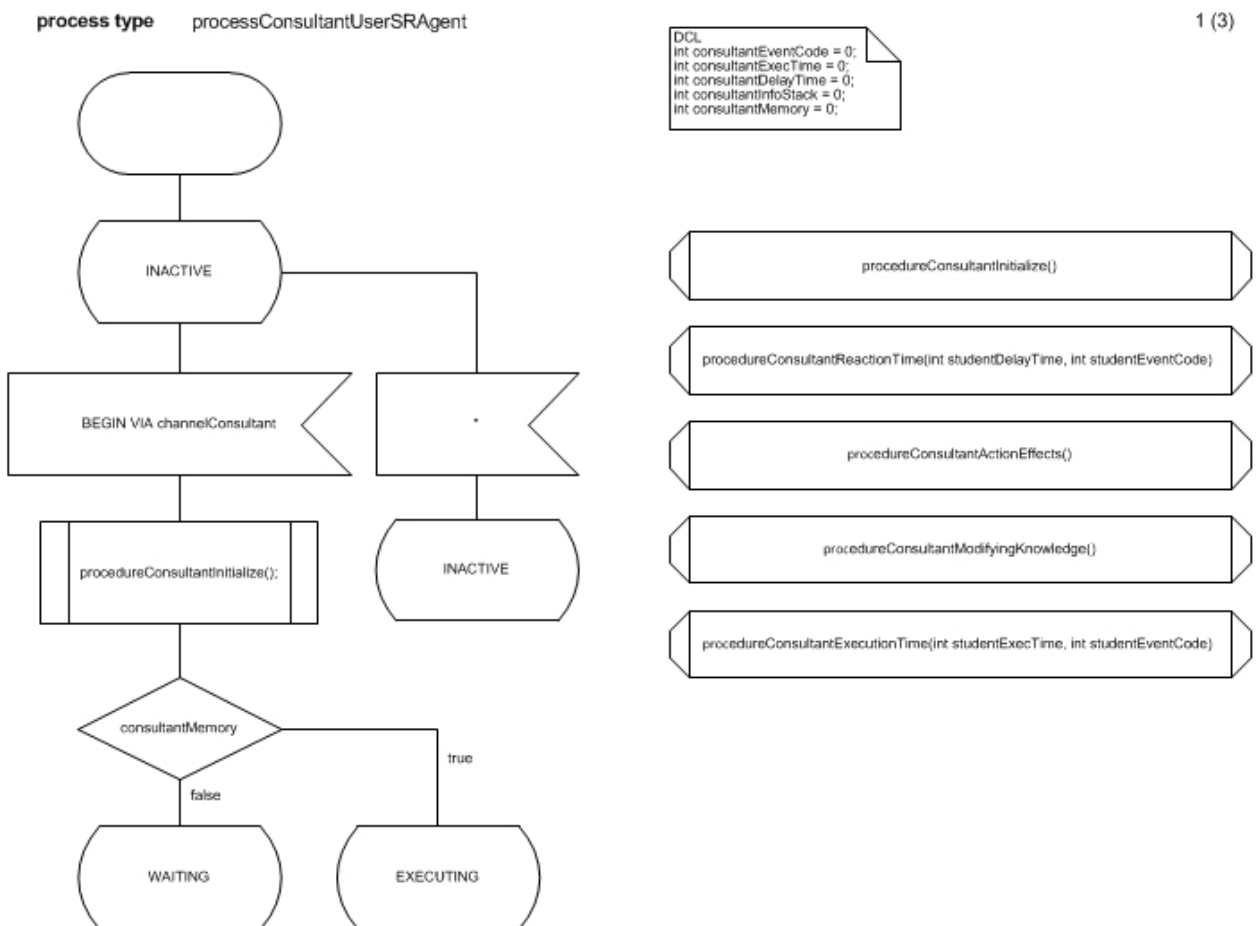 process type processConsultantUserSRAgent
1 (3)
DCL
int consultantEventCode = 0;
int consultantExecTime = 0;
int consultantDelayTime = 0;
int consultantInfoStack = 0;
int consultantMemory = 0;
INACTIVE
procedureConsultantInitialize()
procedureConsultantReactionTime(int studentDelayTime, int studentEventCode)
BEGIN VIA channelConsultant
*
procedureConsultantActionEffects()
procedureConsultantInitialize();
INACTIVE
procedureConsultantModifyingKnowledge()
procedureConsultantExecutionTime(int studentExecTime, int studentEventCode)
consultantMemory
true
false
WAITING
EXECUTING